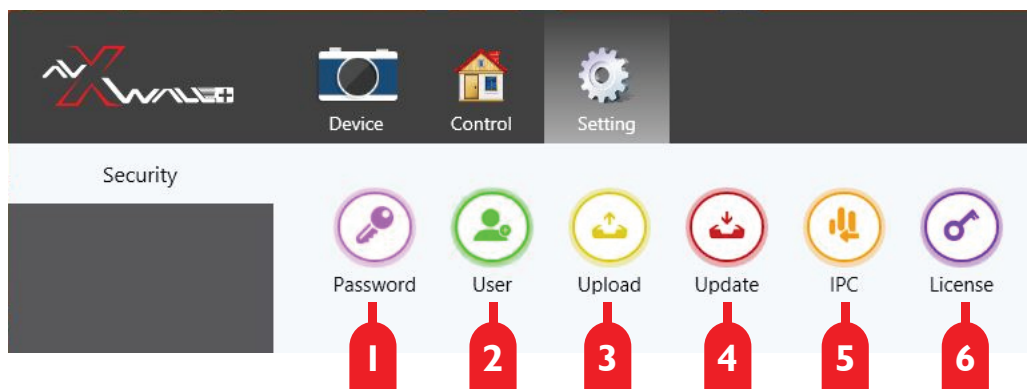 Device Control Setting
Security
Password User Upload Update IPC License
1 2 3 4 5 6